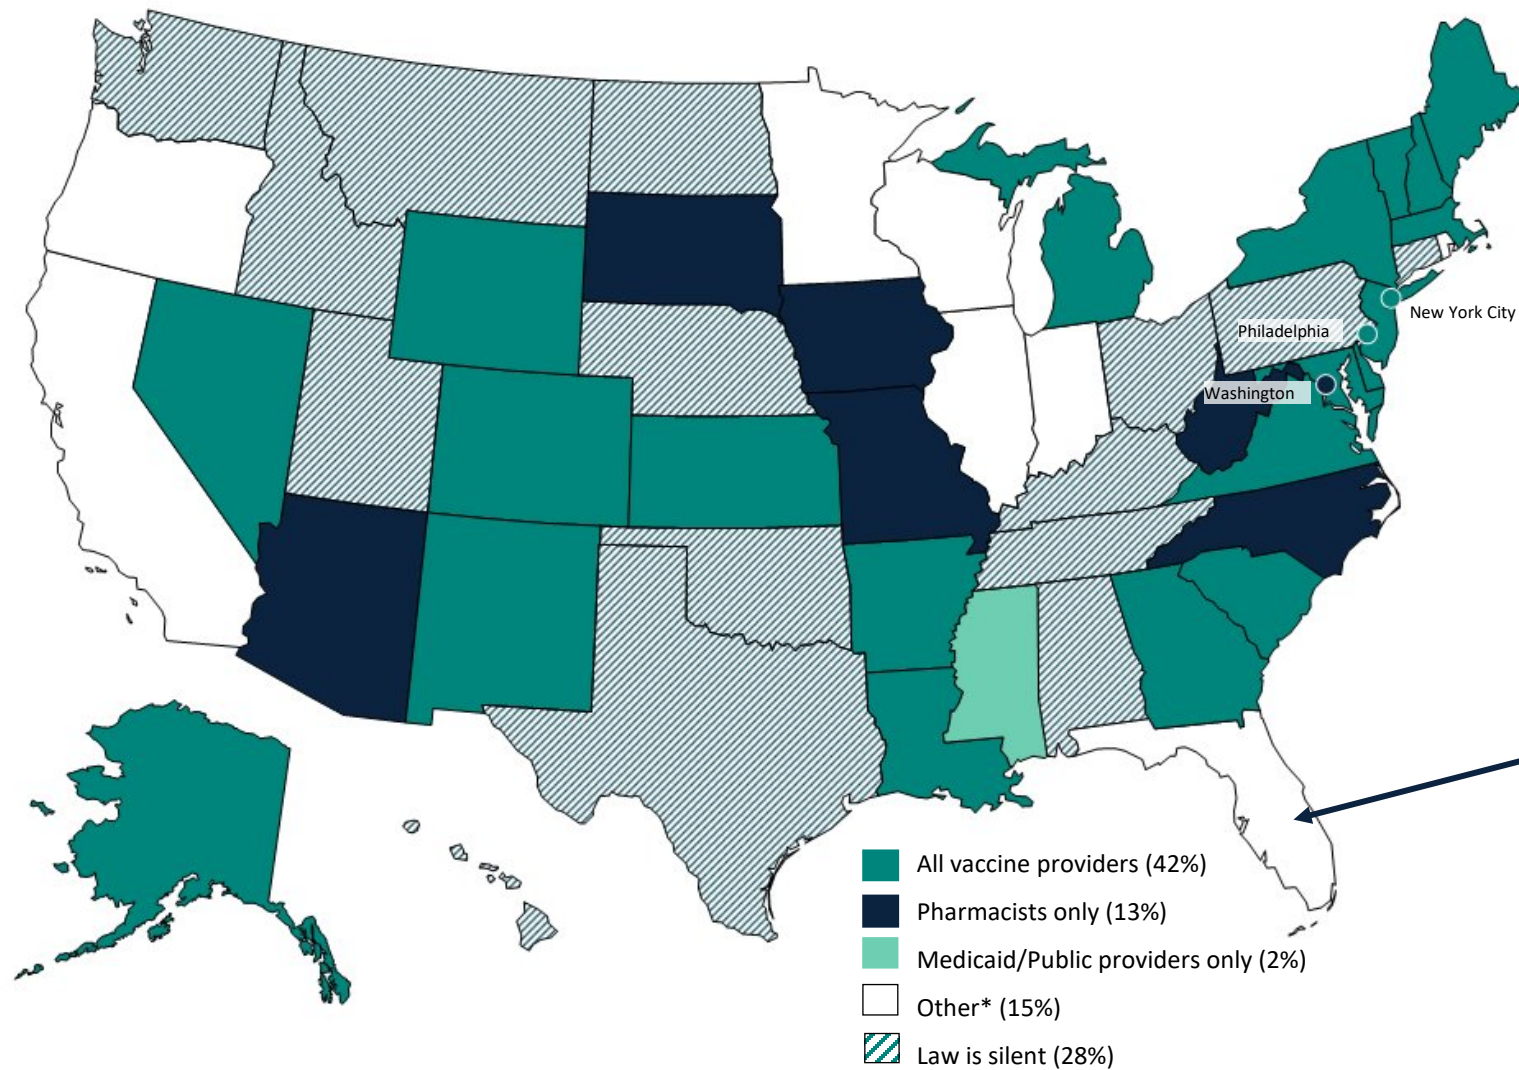 New York City
Philadelphia
Washington
All vaccine providers (42%)
Pharmacists only (13%)
Medicaid/Public providers only (2%)
Other* (15%)
Law is silent (28%)